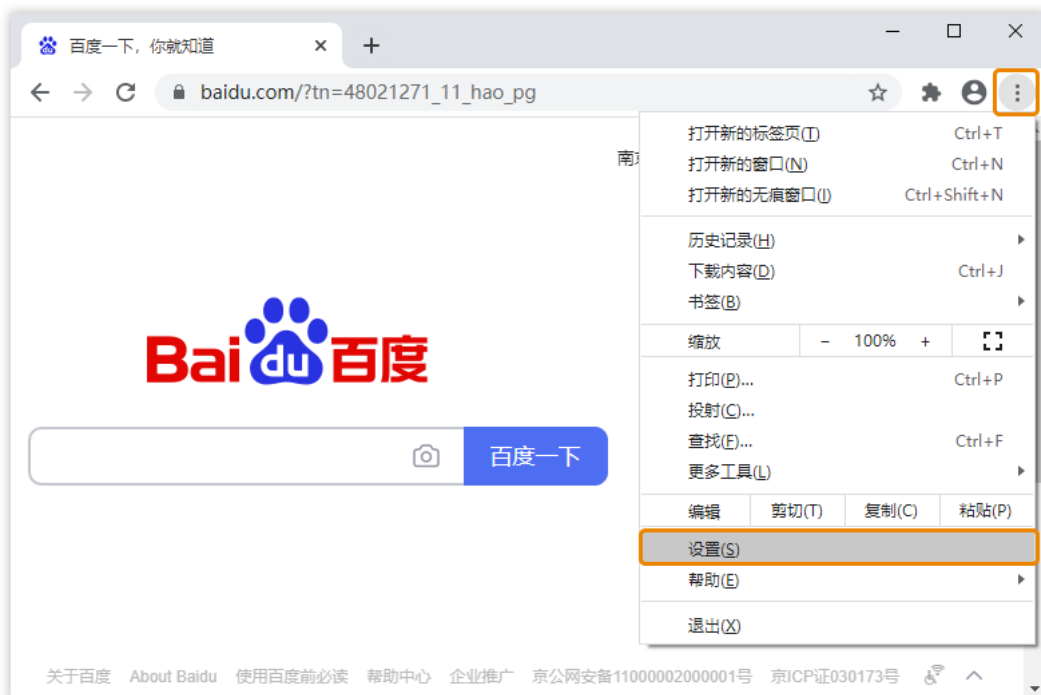 百度一下，你就知道
baidu.com/?tn=48021271_11_hao_pg
打开新的标签页(T) Ctrl+T
打开新的窗口(N) Ctrl+N
打开新的无痕窗口(I) Ctrl+Shift+N
历史记录(H)
下载内容(D) Ctrl+J
书签(B)
缩放 - 100% +
打印(P)... Ctrl+P
投射(C)...
查找(F)... Ctrl+F
更多工具(L)
编辑 剪切(T) 复制(C) 粘贴(P)
设置(S)
帮助(E)
退出(X)
Bai du 百度
百度一下
关于百度 About Baidu 使用百度前必读 帮助中心 企业推广 京公网安备11000002000001号 京ICP证030173号